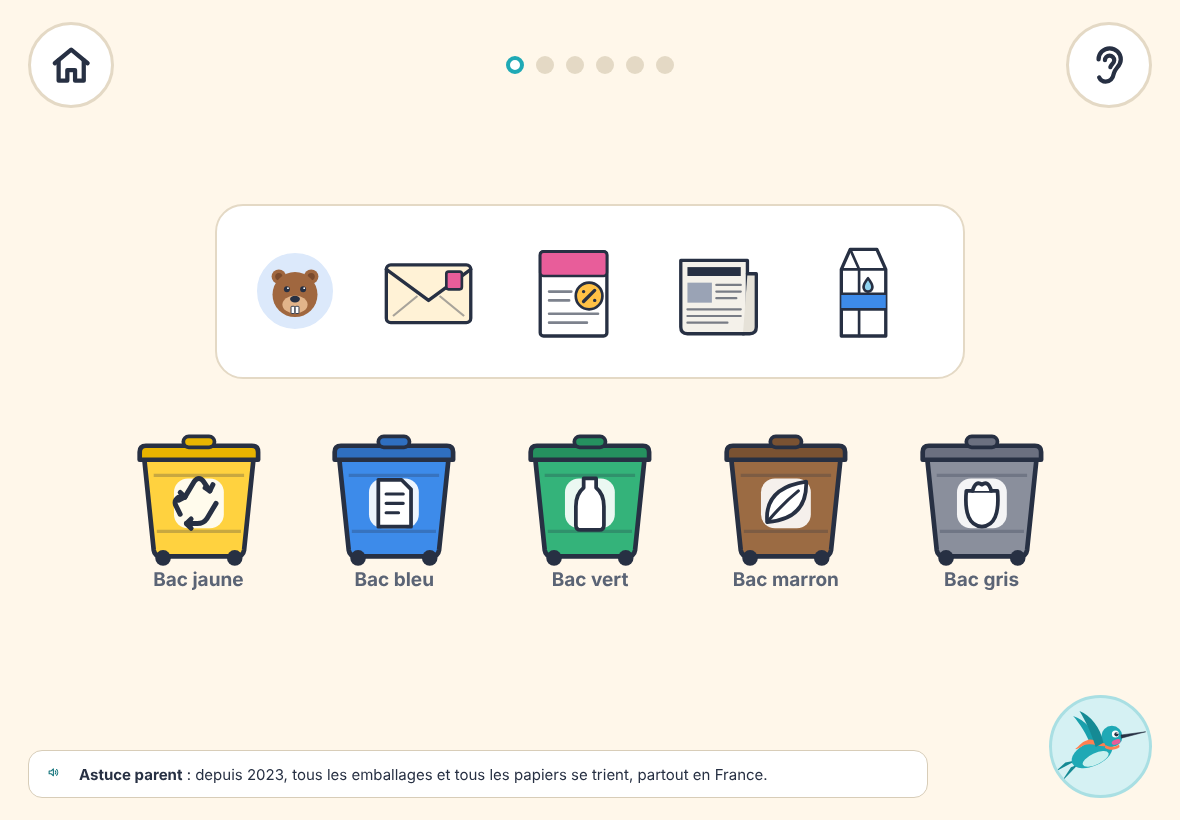 Bac jaune
Bac bleu
Bac vert
Bac marron
Bac gris
Astuce parent : depuis 2023, tous les emballages et tous les papiers se trient, partout en France.